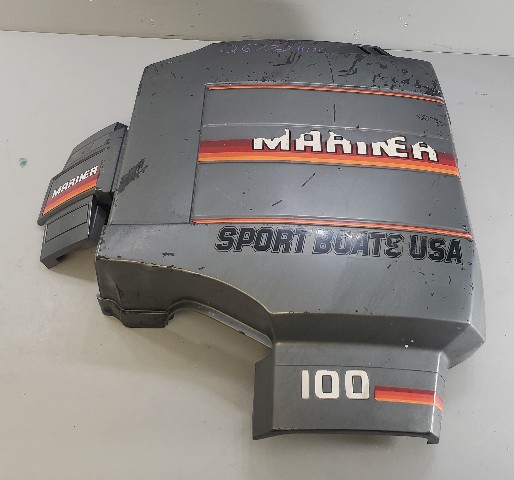 MARINER
MARINER
SPORT BOATS USA
100